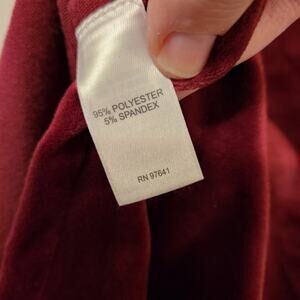 95% POLYESTER
5% SPANDEX
RN 97641